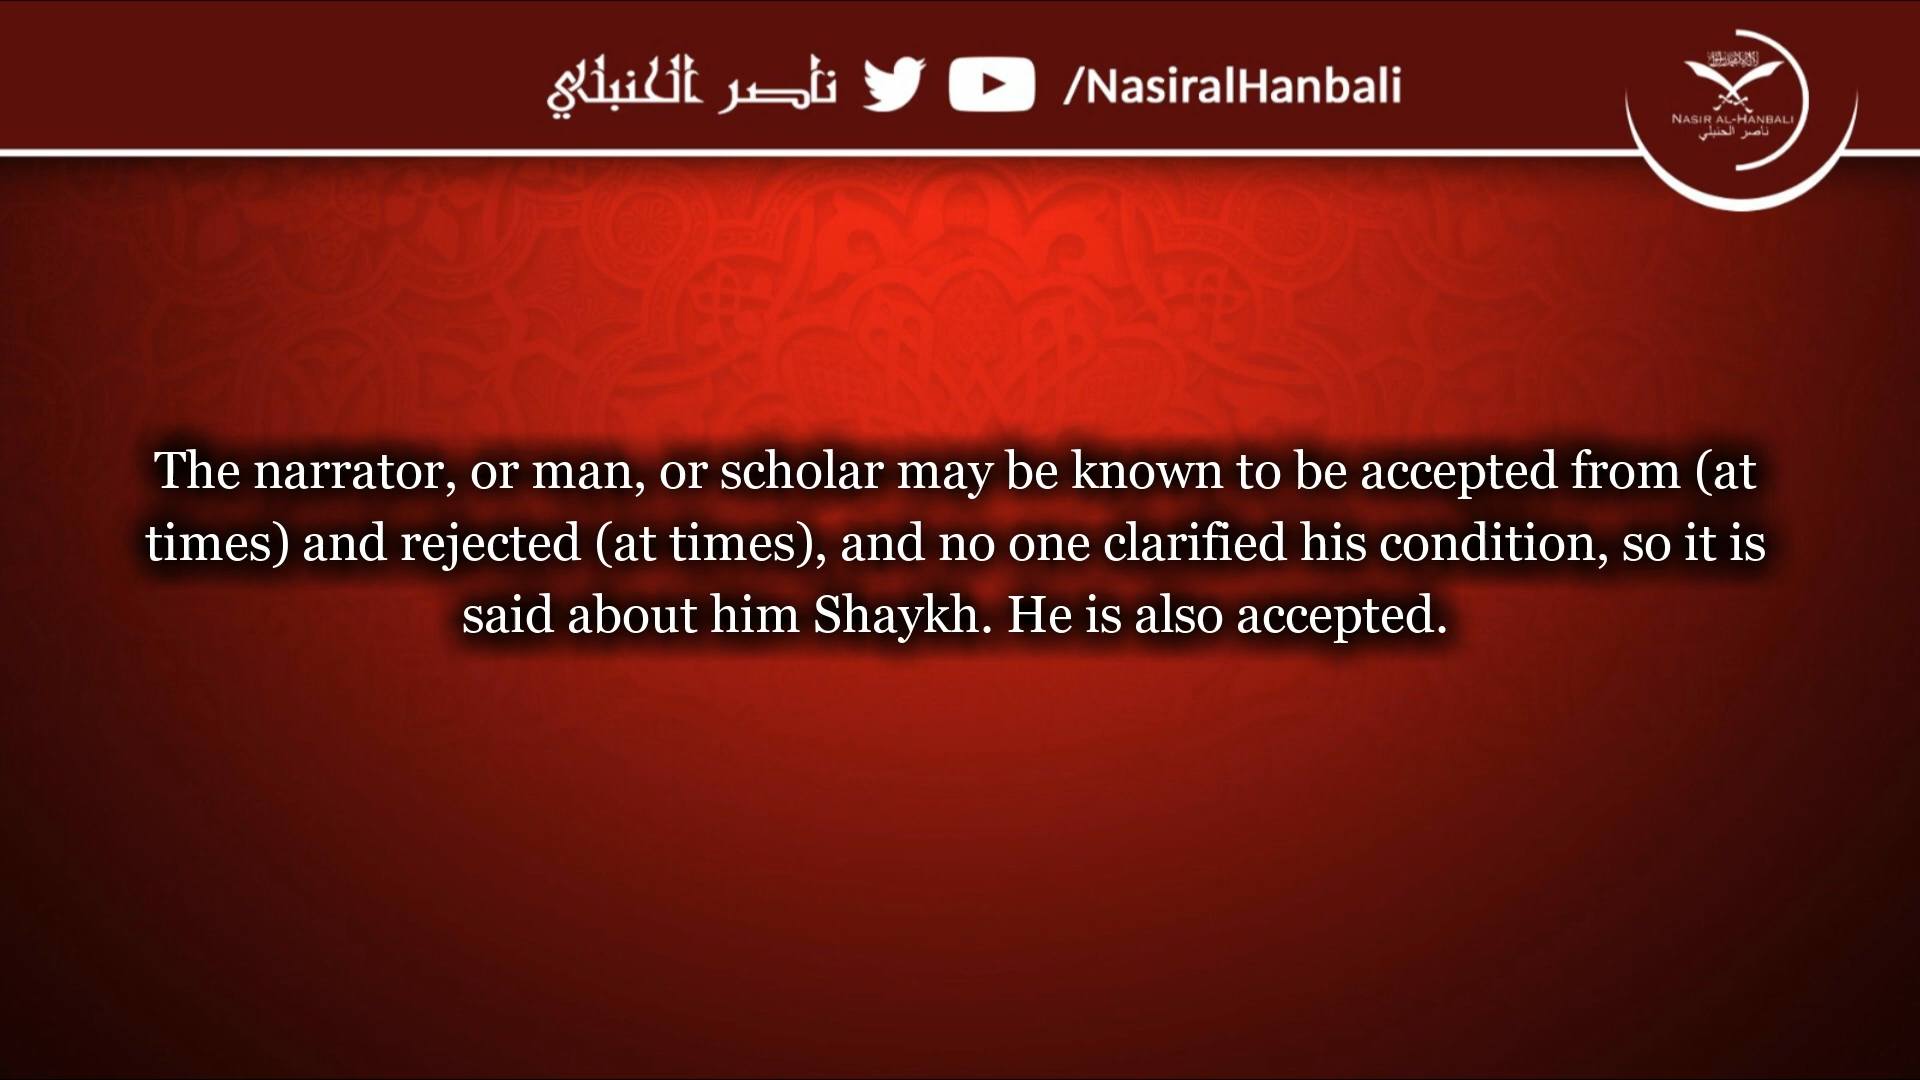 ناصر الحنبلي /NasiralHanbali
NASIR AL-HANBALI
ناصر الحنبلي
The narrator, or man, or scholar may be known to be accepted from (at
times) and rejected (at times), and no one clarified his condition, so it is
said about him Shaykh. He is also accepted.